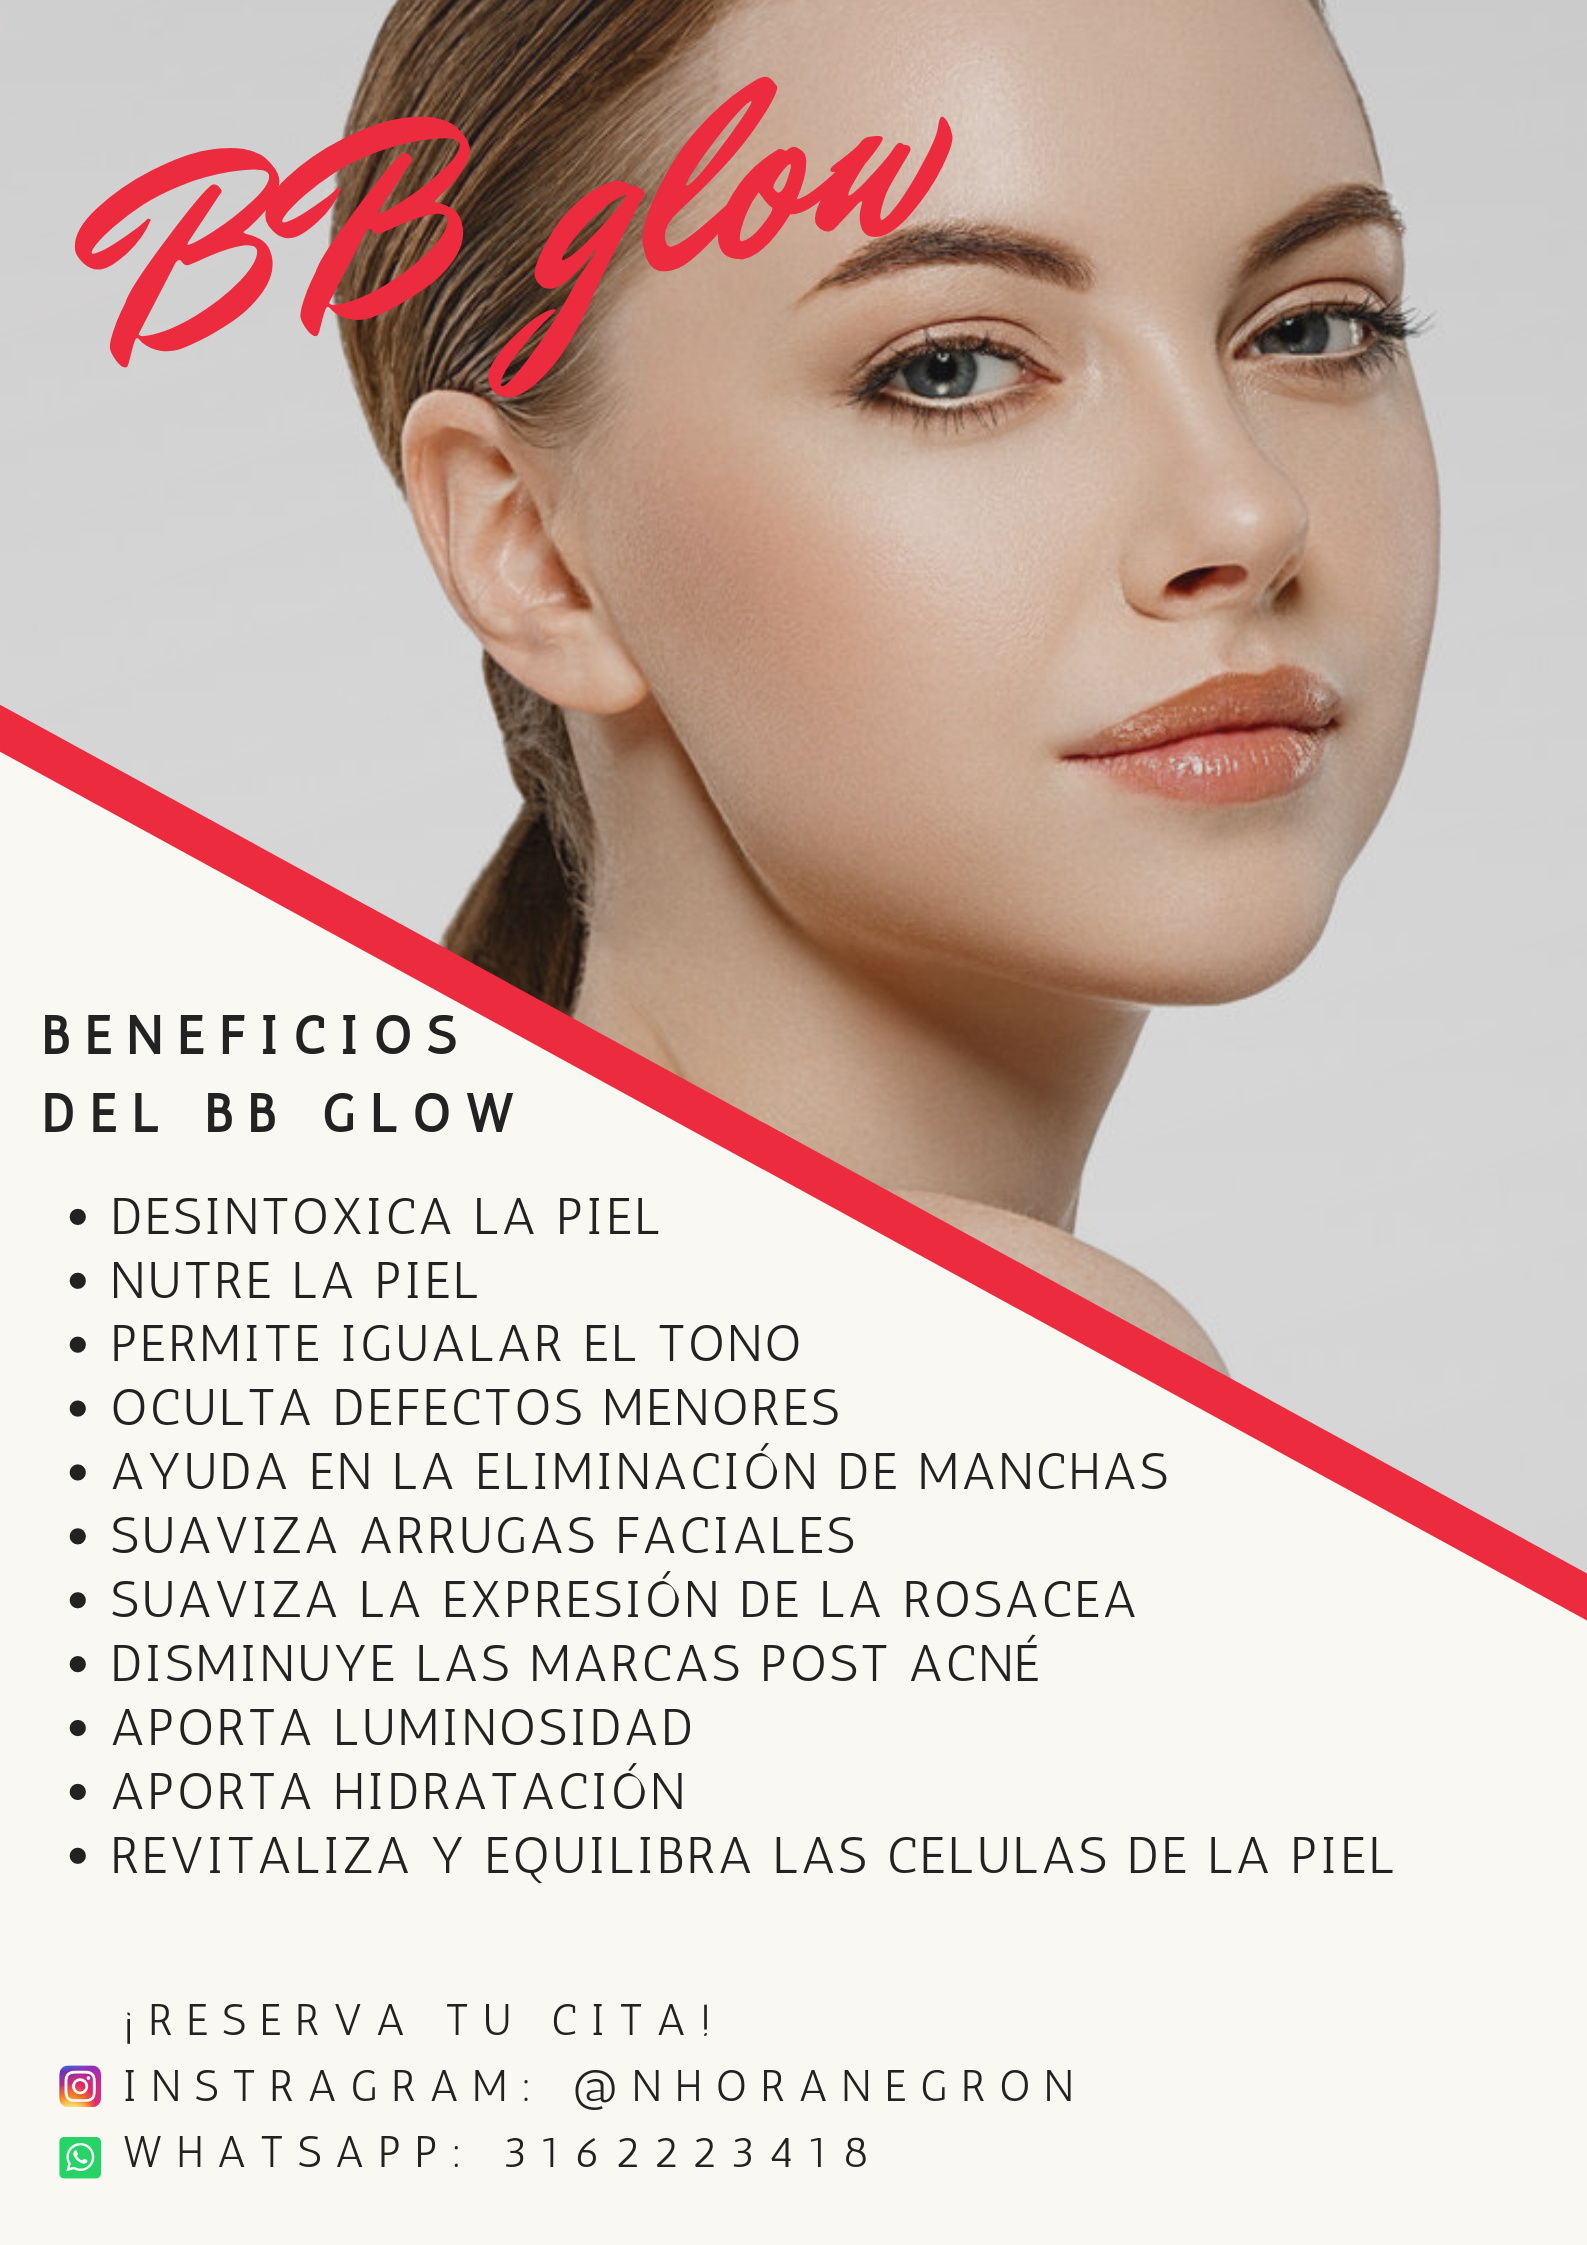 BB glow
BENEFICIOS
DEL BB GLOW
• DESINTOXICA LA PIEL
• NUTRE LA PIEL
• PERMITE IGUALAR EL TONO
• OCULTA DEFECTOS MENORES
• AYUDA EN LA ELIMINACIÓN DE MANCHAS
• SUAVIZA ARRUGAS FACIALES
• SUAVIZA LA EXPRESIÓN DE LA ROSACEA
• DISMINUYE LAS MARCAS POST ACNÉ
• APORTA LUMINOSIDAD
• APORTA HIDRATACIÓN
• REVITALIZA Y EQUILIBRA LAS CELULAS DE LA PIEL
¡RESERVA TU CITA!
INSTRAGRAM: @NHORANEGRON
WHATSAPP: 3162223418